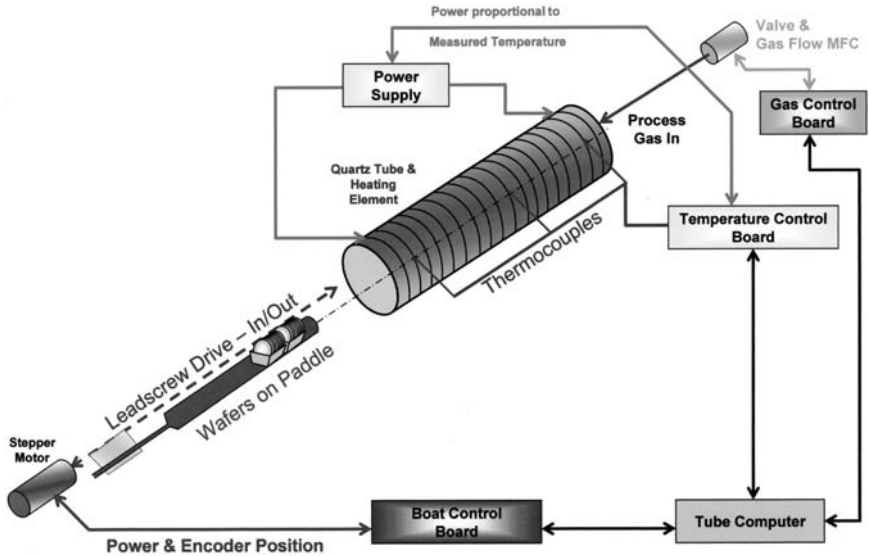 Power proportional to
Measured Temperature
Valve &
Gas Flow MFC
Power
Supply
Gas Control
Board
Process
Gas In
Quartz Tube &
Heating
Element
Thermocouples
Temperature Control
Board
Leadscrew Drive – In/Out
Wafers on Paddle
Stepper
Motor
Boat Control
Board
Tube Computer
Power & Encoder Position